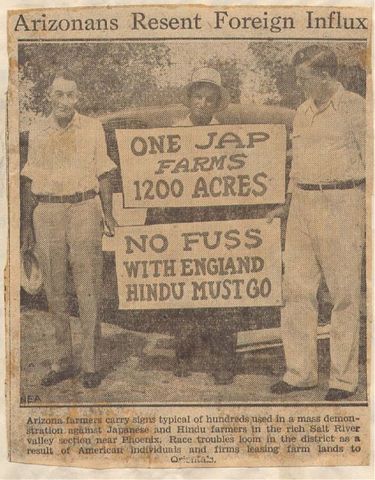 Arizonans Resent Foreign Influx
ONE JAP
FARMS
1200 ACRES
NO FUSS
WITH ENGLAND
HINDU MUST GO
NEA
Arizona farmers carry signs typical of hundreds used in a mass demon-
stration against Japanese and Hindu farmers in the rich Salt River
valley section near Phoenix. Race troubles loom in the district as a
result of American individuals and firms leasing farm lands to
Orientals.